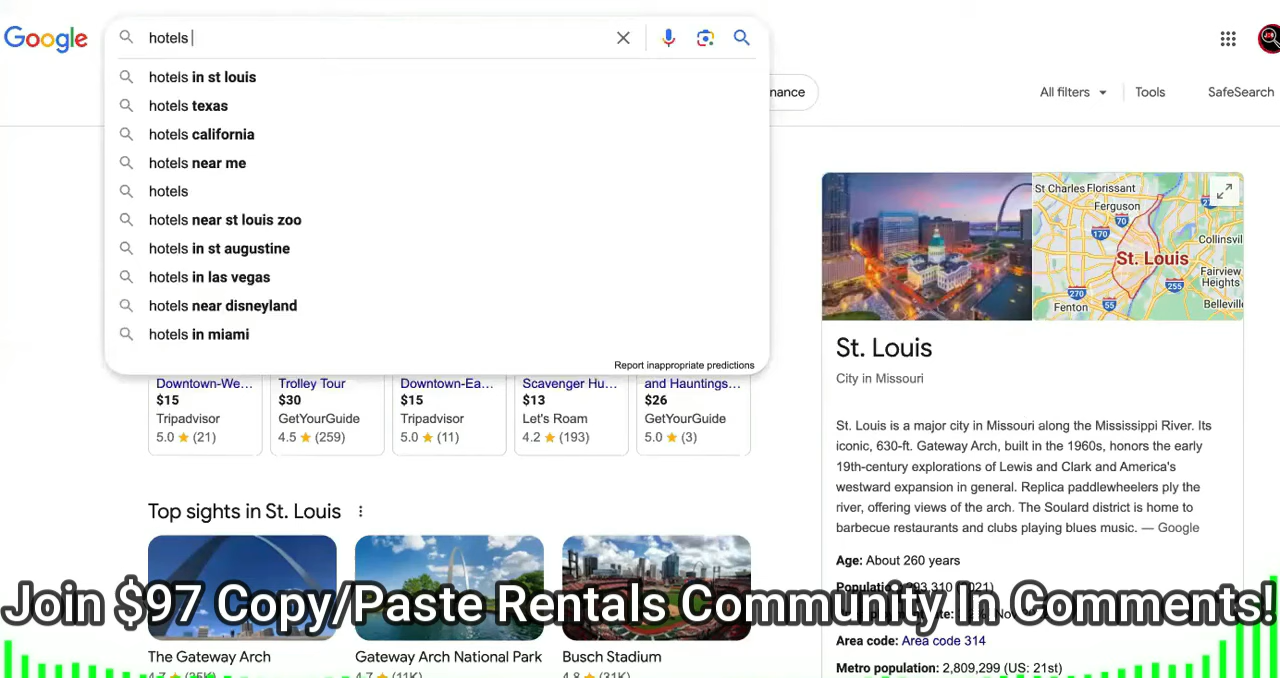 Google
hotels
nance
All filters
Tools
SafeSearch
hotels in st louis
hotels texas
hotels california
hotels near me
hotels
hotels near st louis zoo
hotels in st augustine
hotels in las vegas
hotels near disneyland
hotels in miami
Report inappropriate predictions
Downtown-We...
$15
Tripadvisor
5.0 ★ (21)
Trolley Tour
$30
GetYourGuide
4.5 ★ (259)
Downtown-Ea...
$15
Tripadvisor
5.0 ★ (11)
Scavenger Hu...
$13
Let's Roam
4.2 ★ (193)
and Hauntings...
$26
GetYourGuide
5.0 ★ (3)
St Charles Florissant
Ferguson
70
170
Collinsvil
St. Louis
Fairview
Heights
270
255
55
Fenton
Bellevill
St. Louis
City in Missouri
St. Louis is a major city in Missouri along the Mississippi River. Its
iconic, 630-ft. Gateway Arch, built in the 1960s, honors the early
19th-century explorations of Lewis and Clark and America's
westward expansion in general. Replica paddlewheelers ply the
river, offering views of the arch. The Soulard district is home to
barbecue restaurants and clubs playing blues music. — Google
Age: About 260 years
Area code: Area code 314
Metro population: 2,809,299 (US: 21st)
Top sights in St. Louis
Join $97 Copy/Paste Rentals Community In Comments!
The Gateway Arch
Gateway Arch National Park
Busch Stadium